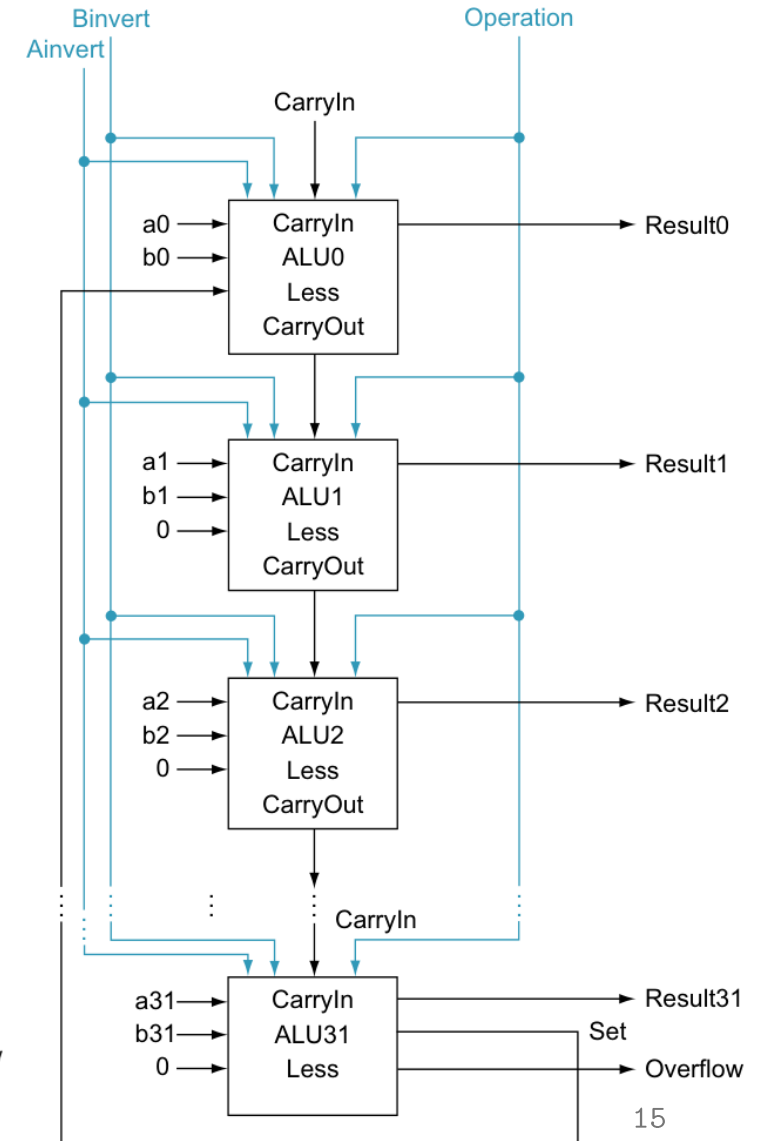 Binvert
Operation
Ainvert
CarryIn
a0
CarryIn
Result0
b0
ALU0
Less
CarryOut
a1
CarryIn
Result1
b1
ALU1
0
Less
CarryOut
a2
CarryIn
Result2
b2
ALU2
0
Less
CarryOut
CarryIn
a31
CarryIn
Result31
b31
ALU31
Set
0
Less
Overflow
15